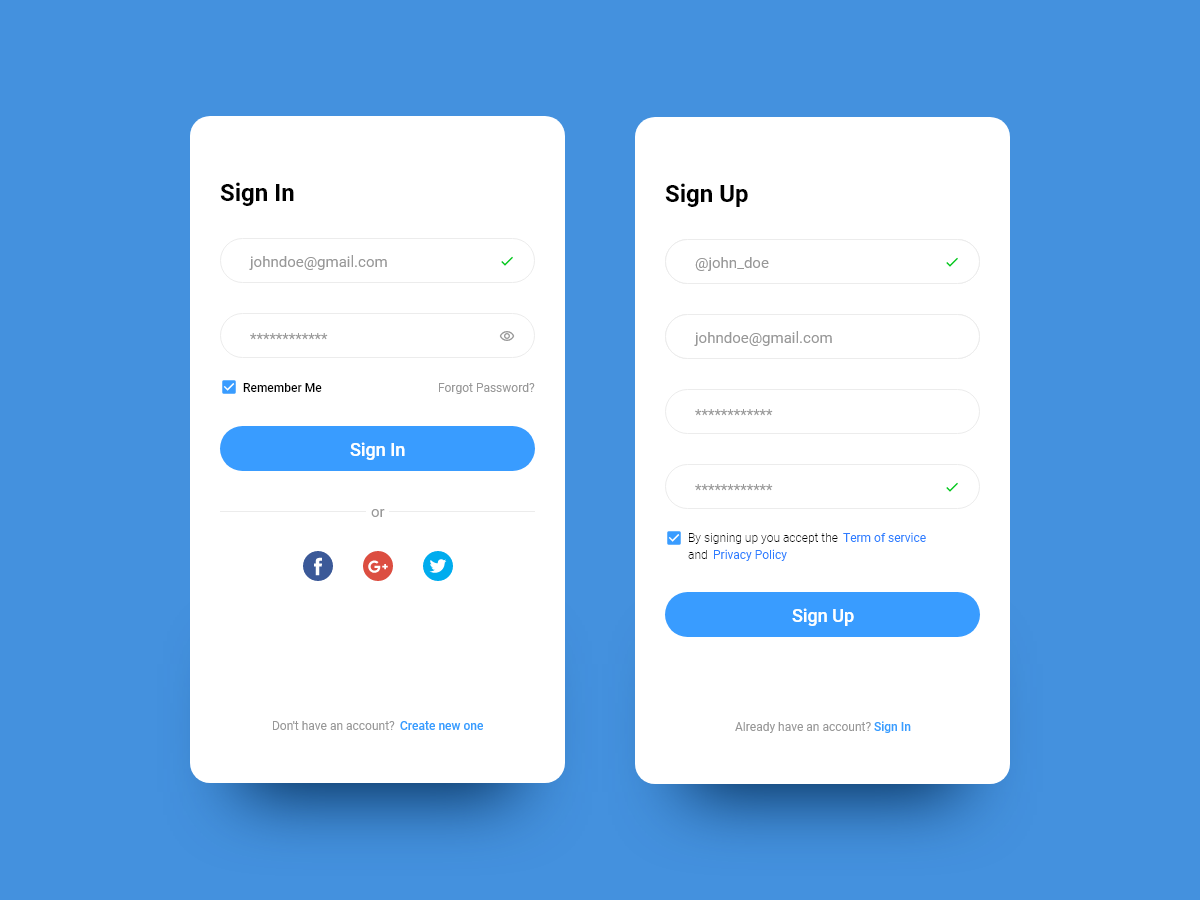 Sign In
johndoe@gmail.com
************
Remember Me
Forgot Password?
Sign In
or
f
G+
Don't have an account? Create new one
Sign Up
@john_doe
johndoe@gmail.com
************
************
By signing up you accept the Term of service
and Privacy Policy
Sign Up
Already have an account? Sign In